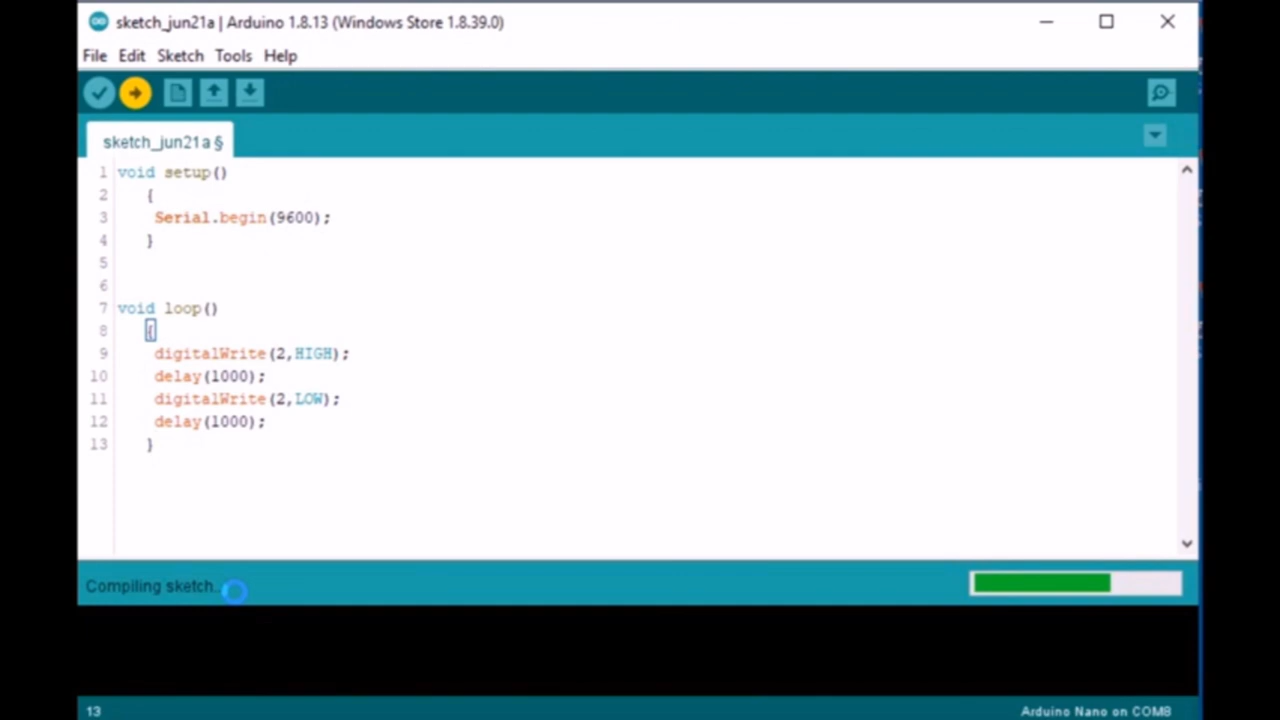 sketch_jun21a | Arduino 1.8.13 (Windows Store 1.8.39.0)
File Edit Sketch Tools Help
sketch_jun21a §
1 void setup()
2 {
3 Serial.begin(9600);
4 }
5
6
7 void loop()
8 {
9 digitalWrite(2,HIGH);
10 delay(1000);
11 digitalWrite(2,LOW);
12 delay(1000);
13 }
Compiling sketch...
13 Arduino Nano on COM8